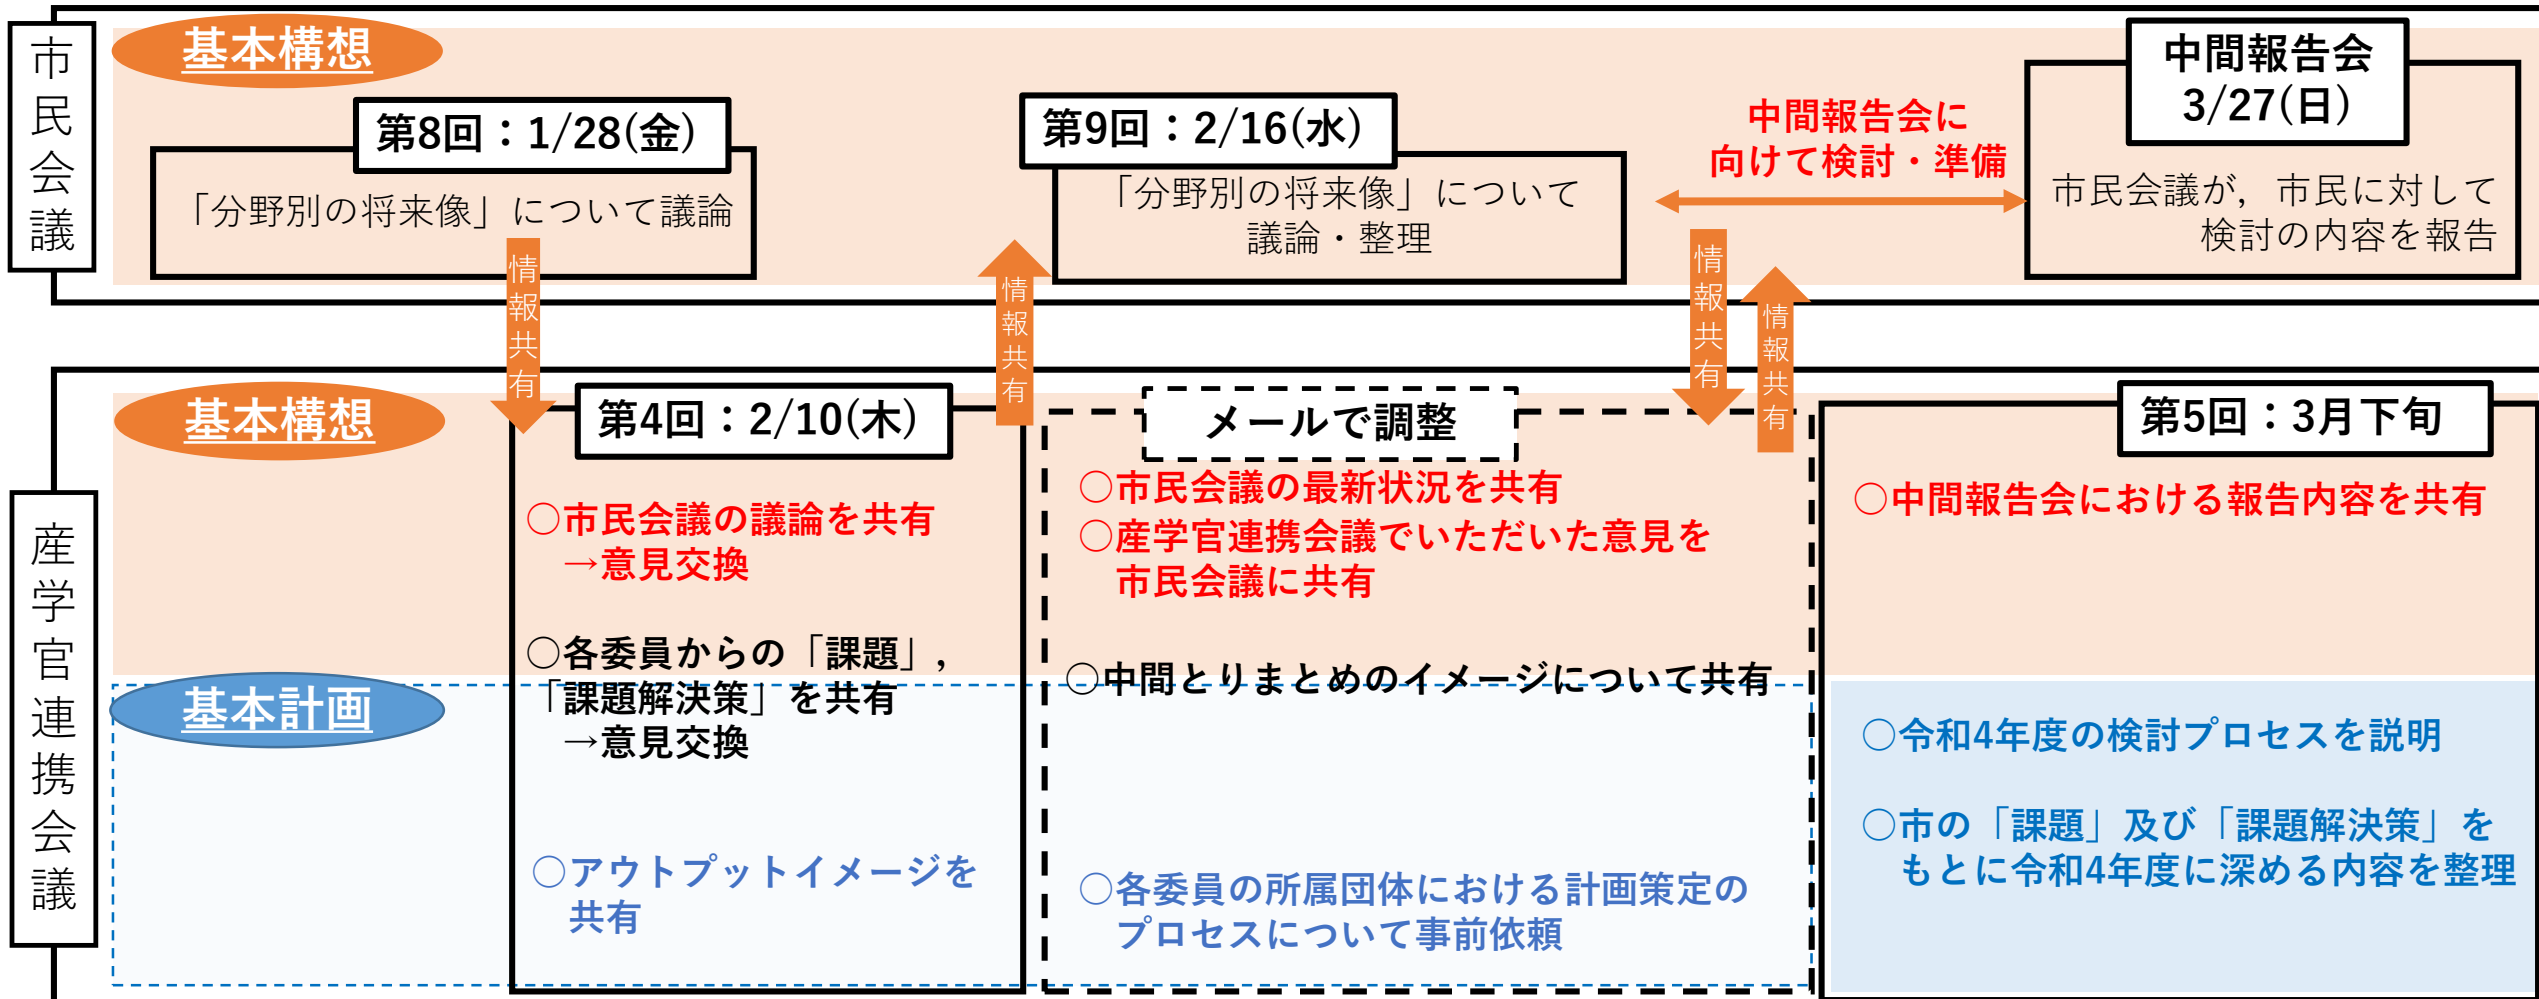 市民会議
基本構想
第8回：1/28(金)
「分野別の将来像」について議論
第9回：2/16(水)
「分野別の将来像」について
議論・整理
中間報告会に
向けて検討・準備
中間報告会
3/27(日)
市民会議が，市民に対して
検討の内容を報告
情報共有
情報共有
情報共有
情報共有
産学官連携会議
基本構想
基本計画
第4回：2/10(木)
○市民会議の議論を共有
→意見交換
○各委員からの「課題」，
「課題解決策」を共有
→意見交換
○アウトプットイメージを
共有
メールで調整
○市民会議の最新状況を共有
○産学官連携会議でいただいた意見を
市民会議に共有
○中間とりまとめのイメージについて共有
○各委員の所属団体における計画策定の
プロセスについて事前依頼
第5回：3月下旬
○中間報告会における報告内容を共有
○令和4年度の検討プロセスを説明
○市の「課題」及び「課題解決策」を
もとに令和4年度に深める内容を整理